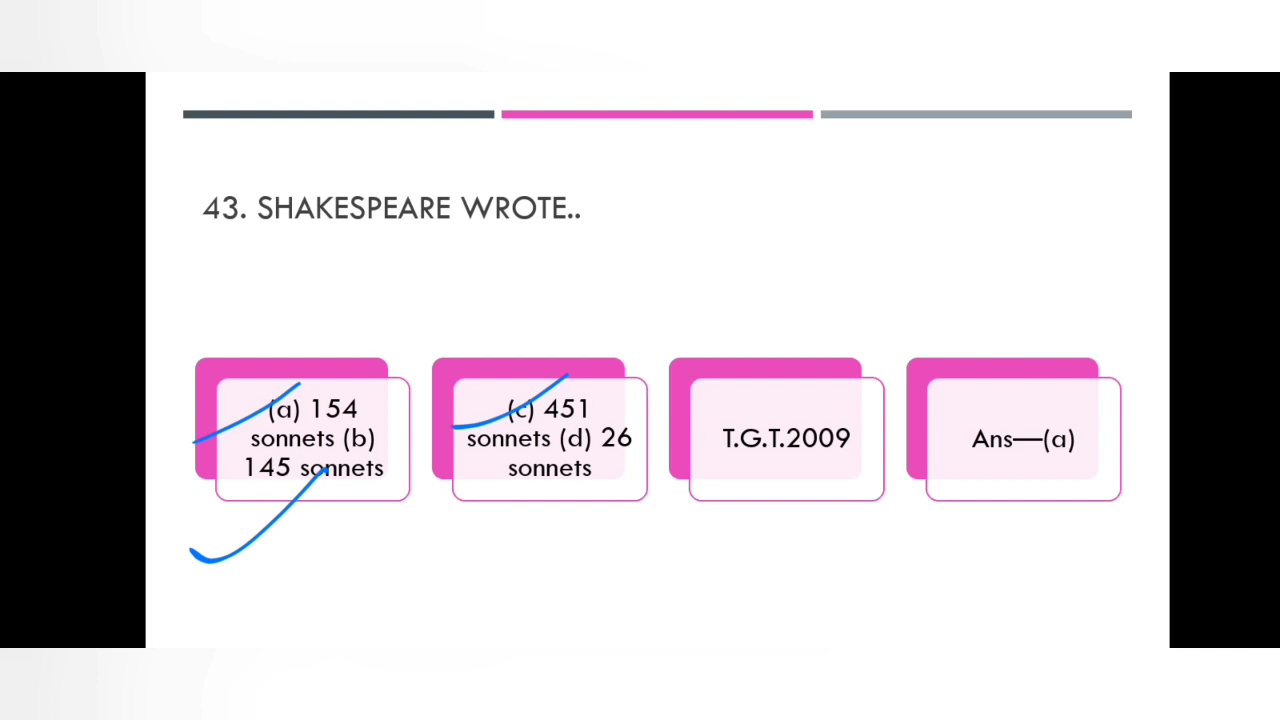 43. SHAKESPEARE WROTE..
(a) 154
sonnets (b)
145 sonnets
(c) 451
sonnets (d) 26
sonnets
T.G.T.2009
Ans—(a)